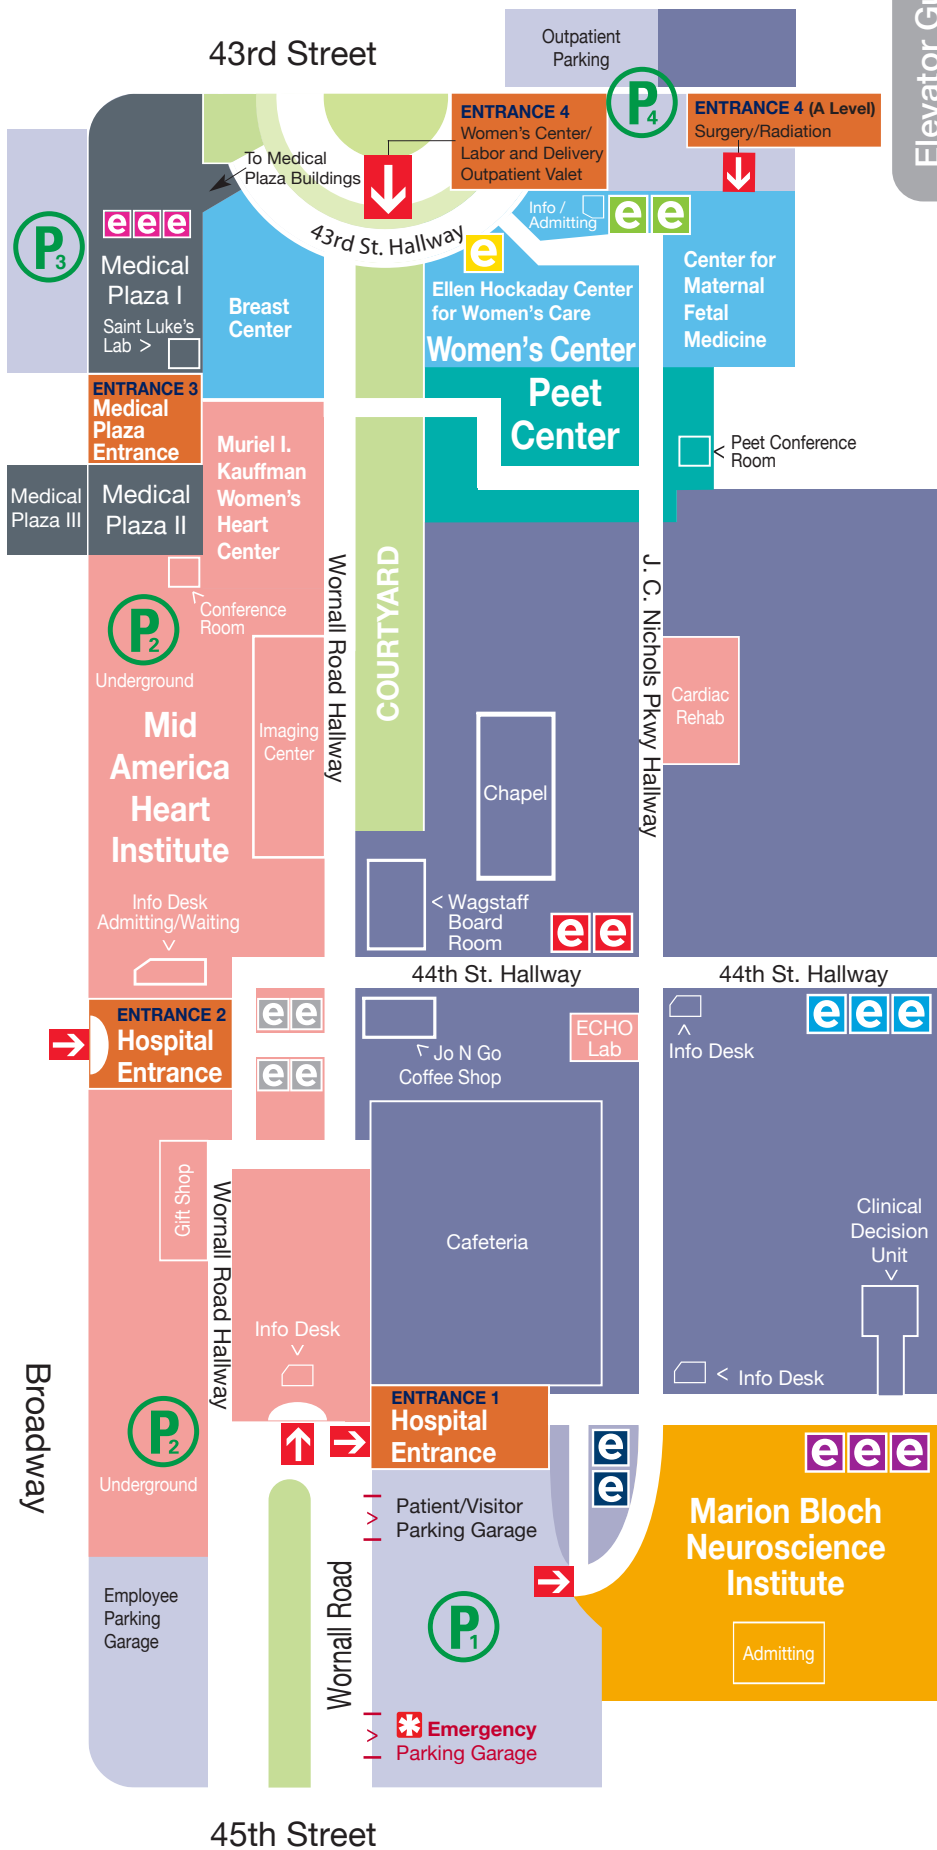 43rd Street
Outpatient
Parking
P4
ENTRANCE 4
Women's Center/
Labor and Delivery
Outpatient Valet
ENTRANCE 4 (A Level)
Surgery/Radiation
To Medical
Plaza Buildings
43rd St. Hallway
Info /
Admitting
e e
e
P3
e e e
Medical
Plaza I
Saint Luke's
Lab >
Breast
Center
Ellen Hockaday Center
for Women's Care
Women's Center
Center for
Maternal
Fetal
Medicine
ENTRANCE 3
Medical
Plaza
Entrance
Peet
Center
< Peet Conference
Room
Muriel I.
Kauffman
Women's
Heart
Center
Medical
Plaza III
Medical
Plaza II
< Conference
Room
P2
Underground
Wornall Road Hallway
COURTYARD
J. C. Nichols Pkwy Hallway
Cardiac
Rehab
Mid
America
Heart
Institute
Imaging
Center
Chapel
Info Desk
Admitting/Waiting
< Wagstaff
Board
Room
e e
44th St. Hallway
44th St. Hallway
ENTRANCE 2
Hospital
Entrance
e e
e e
< Jo N Go
Coffee Shop
ECHO
Lab
< Info Desk
e e e
Gift Shop
Wornall Road Hallway
Cafeteria
Clinical
Decision
Unit
Info Desk
< Info Desk
Broadway
P2
Underground
ENTRANCE 1
Hospital
Entrance
e
e
e e e
Marion Bloch
Neuroscience
Institute
Admitting
> Patient/Visitor
Parking Garage
Employee
Parking
Garage
Wornall Road
P1
> Emergency
Parking Garage
45th Street